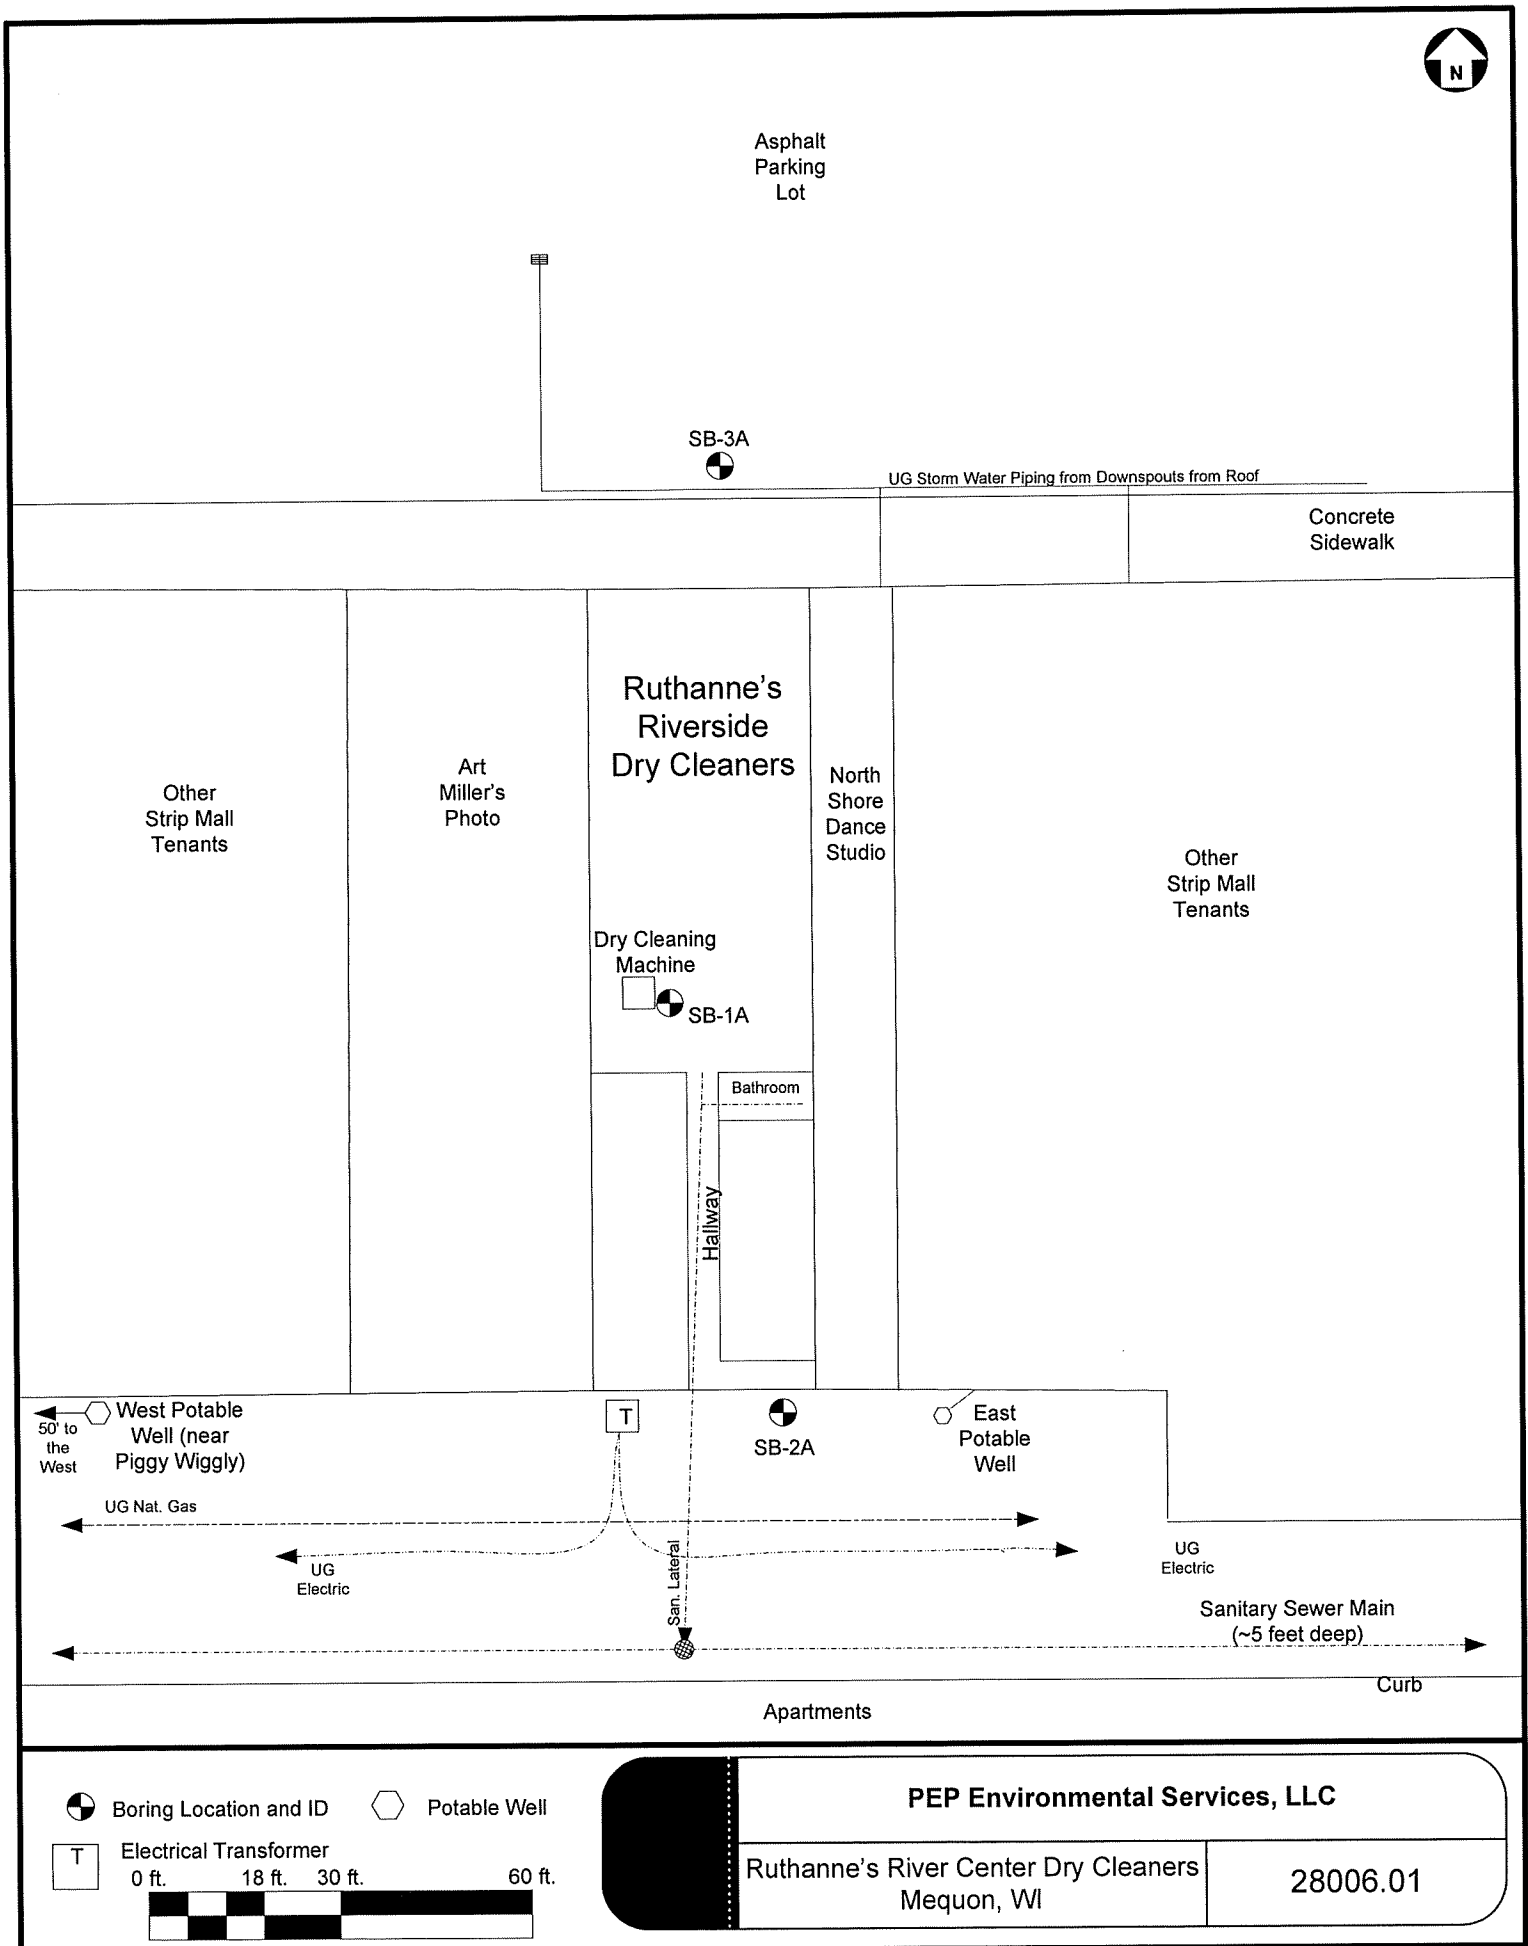 N
Asphalt
Parking
Lot
SB-3A
UG Storm Water Piping from Downspouts from Roof
Concrete
Sidewalk
Ruthanne's
Riverside
Dry Cleaners
Art
Miller's
Photo
North
Shore
Dance
Studio
Other
Strip Mall
Tenants
Other
Strip Mall
Tenants
Dry Cleaning
Machine
SB-1A
Bathroom
Hallway
50' to
the
West
West Potable
Well (near
Piggy Wiggly)
T
SB-2A
East
Potable
Well
UG Nat. Gas
UG
Electric
San. Lateral
UG
Electric
Sanitary Sewer Main
(~5 feet deep)
Curb
Apartments
Boring Location and ID
Potable Well
T
Electrical Transformer
0 ft. 18 ft. 30 ft. 60 ft.
PEP Environmental Services, LLC
Ruthanne's River Center Dry Cleaners
Mequon, WI
28006.01